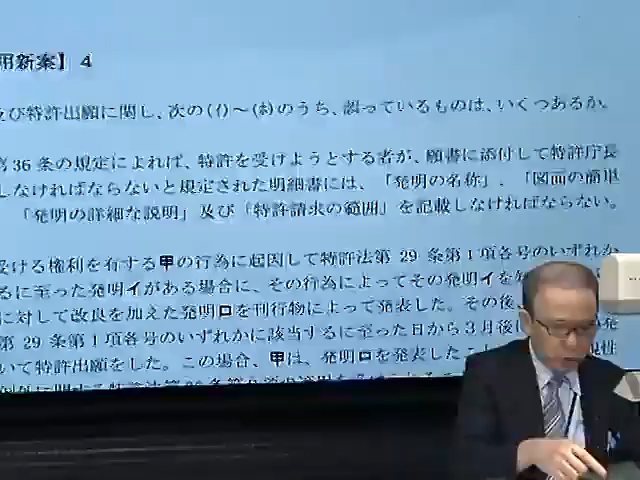 用新案】４
及び特許出願に関し、次の(ｲ)～(ﾎ)のうち、誤っているものは、いくつあるか。
第36条の規定によれば、特許を受けようとする者が、願書に添付して特許庁長
しなければならないと規定された明細書には、「発明の名称」、「図面の簡単
「発明の詳細な説明」及び「特許請求の範囲」を記載しなければならない。
受ける権利を有する甲の行為に起因して特許法第 29 条第１項各号のいずれか
るに至った発明イがある場合に、その行為によってその発明イを
に対して改良を加えた発明ロを刊行物によって発表した。その後、
第 29 条第１項各号のいずれかに該当するに至った日から３月後 発
いて特許出願をした。この場合、甲は、発明ロを発表した 性